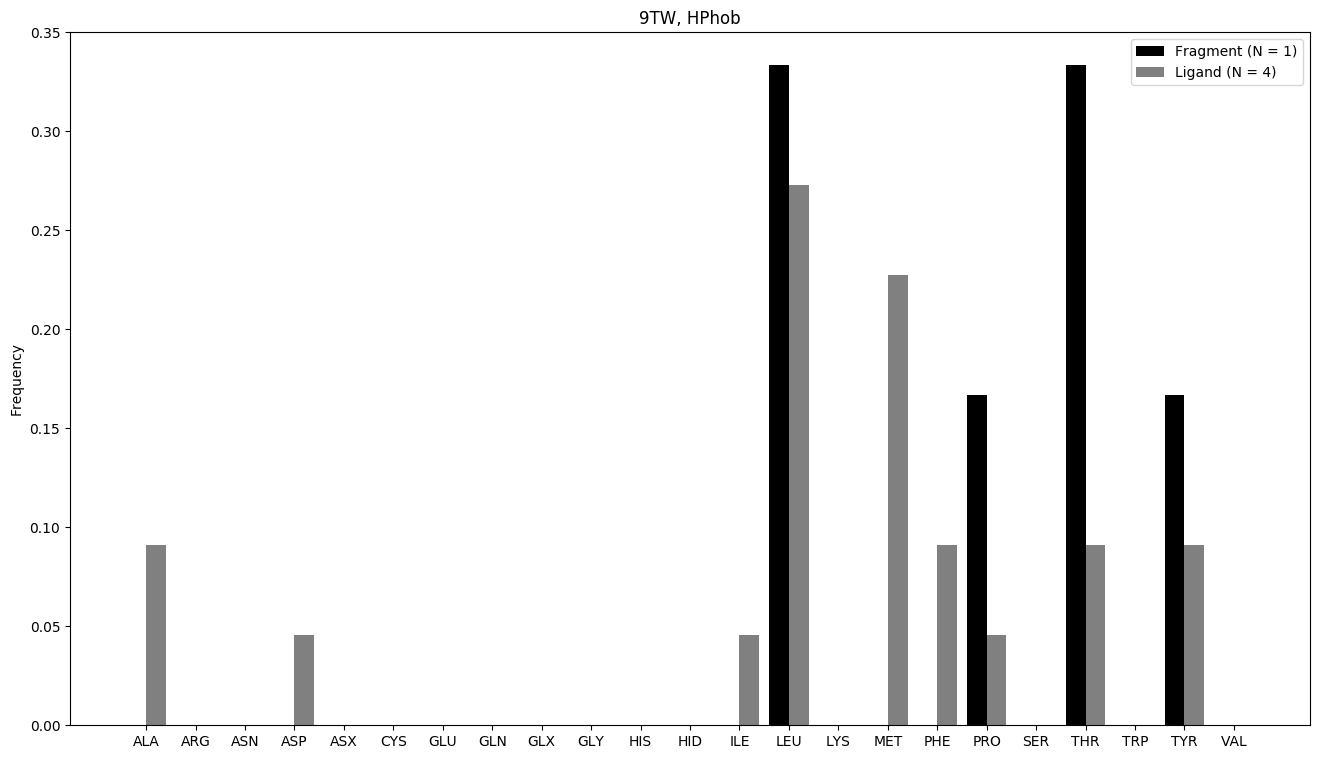 9TW, HPhob
Fragment (N = 1)
Ligand (N = 4)
Frequency
0.35
0.30
0.25
0.20
0.15
0.10
0.05
0.00
ALA ARG ASN ASP ASX CYS GLU GLN GLX GLY HIS HID ILE LEU LYS MET PHE PRO SER THR TRP TYR VAL